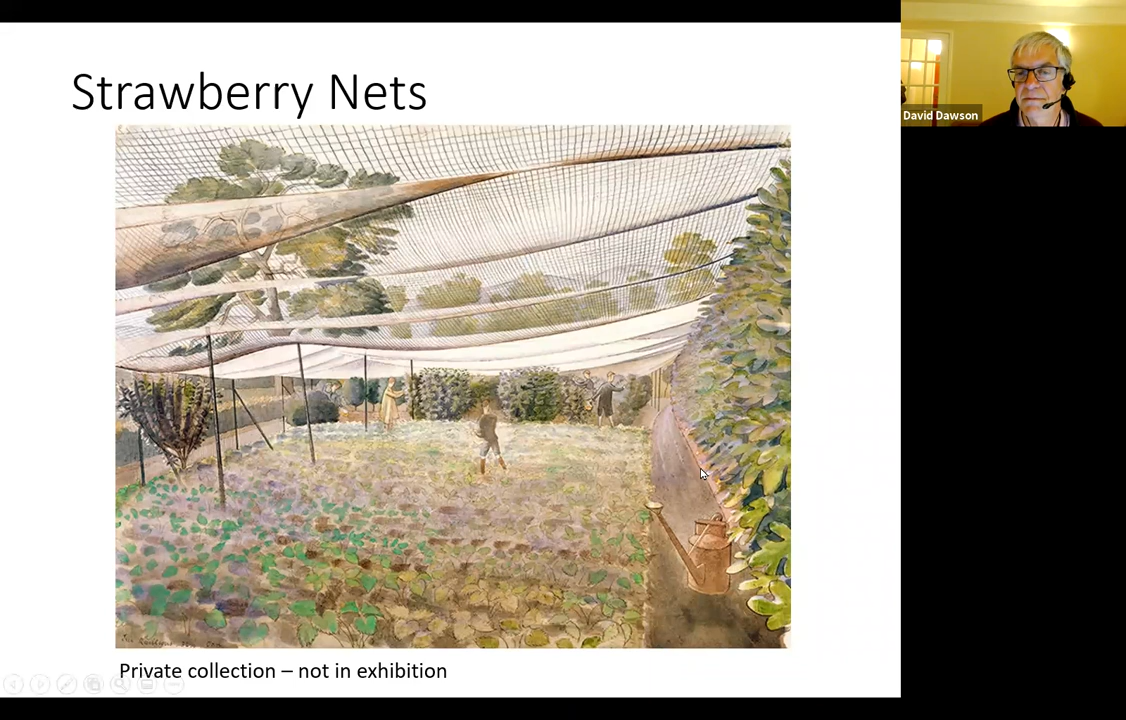 Strawberry Nets
David Dawson
Private collection – not in exhibition